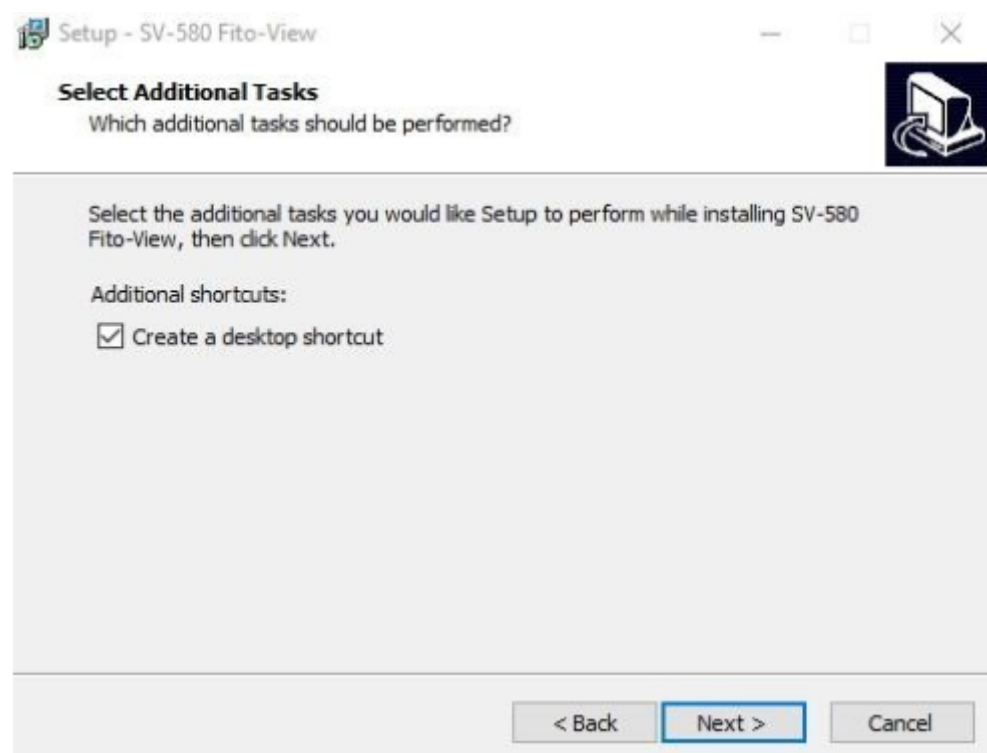 Setup - SV-580 Fito-View
Select Additional Tasks
Which additional tasks should be performed?
Select the additional tasks you would like Setup to perform while installing SV-580
Fito-View, then click Next.
Additional shortcuts:
Create a desktop shortcut
< Back Next > Cancel